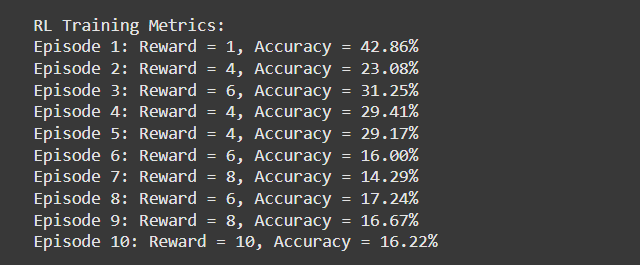 RL Training Metrics:
Episode 1: Reward = 1, Accuracy = 42.86%
Episode 2: Reward = 4, Accuracy = 23.08%
Episode 3: Reward = 6, Accuracy = 31.25%
Episode 4: Reward = 4, Accuracy = 29.41%
Episode 5: Reward = 4, Accuracy = 29.17%
Episode 6: Reward = 6, Accuracy = 16.00%
Episode 7: Reward = 8, Accuracy = 14.29%
Episode 8: Reward = 6, Accuracy = 17.24%
Episode 9: Reward = 8, Accuracy = 16.67%
Episode 10: Reward = 10, Accuracy = 16.22%